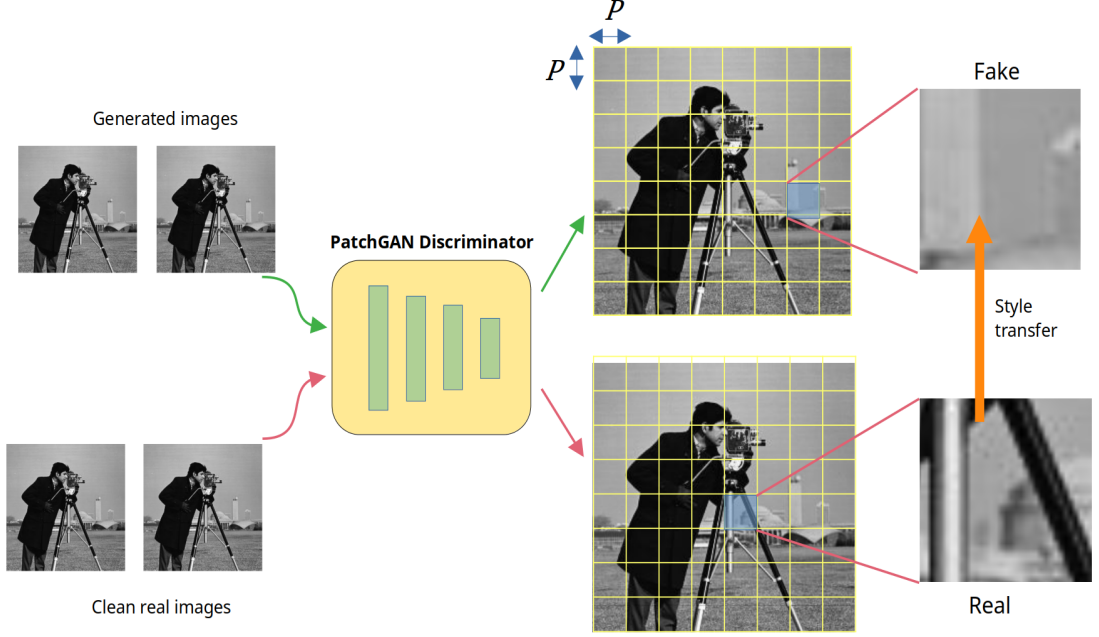 P
P
Fake
Generated images
PatchGAN Discriminator
Style
transfer
Clean real images
Real